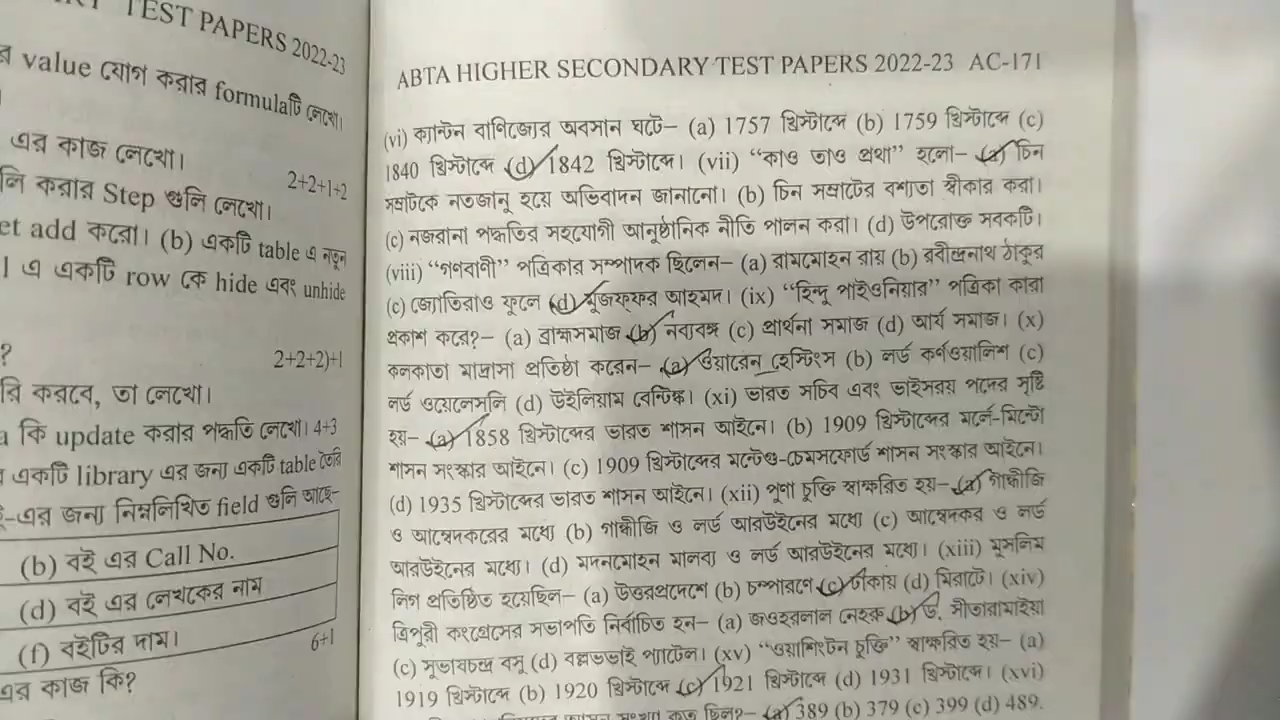 TEST PAPERS 2022-23
র value যোগ করার formulaটি লেখো।
এর কাজ লেখো।
2+2+1+2
লি করার Step গুলি লেখো।
et add করো। (b) একটি table এ নতুন
l এ একটি row কে hide এবং unhide
?
2+2+2)+1
রি করবে, তা লেখো।
a কি update করার পদ্ধতি লেখো। 4+3
একটি library এর জন্য একটি table তৈরি
ই-এর জন্য নিম্নলিখিত field গুলি আছে-
(b) বই এর Call No.
(d) বই এর লেখকের নাম
(f) বইটির দাম।
6+1
এর কাজ কি?
ABTA HIGHER SECONDARY TEST PAPERS 2022-23 AC-171
(vi) ক্যান্টন বাণিজ্যের অবসান ঘটে– (a) 1757 খ্রিস্টাব্দে (b) 1759 খ্রিস্টাব্দে (c)
1840 খ্রিস্টাব্দে (d) 1842 খ্রিস্টাব্দে। (vii) “কাও তাও প্রথা” হলো– (a) চিন
সম্রাটকে নতজানু হয়ে অভিবাদন জানানো। (b) চিন সম্রাটের বশ্যতা স্বীকার করা।
(c) নজরানা পদ্ধতির সহযোগী আনুষ্ঠানিক নীতি পালন করা। (d) উপরোক্ত সবকটি।
(viii) “গণবাণী” পত্রিকার সম্পাদক ছিলেন– (a) রামমোহন রায় (b) রবীন্দ্রনাথ ঠাকুর
(c) জ্যোতিরাও ফুলে (d) মুজফ্‌ফর আহমদ। (ix) “হিন্দু পাইওনিয়ার” পত্রিকা কারা
প্রকাশ করে?– (a) ব্রাহ্মসমাজ (b) নব্যবঙ্গ (c) প্রার্থনা সমাজ (d) আর্য সমাজ। (x)
কলকাতা মাদ্রাসা প্রতিষ্ঠা করেন– (a) ওয়ারেন হেস্টিংস (b) লর্ড কর্ণওয়ালিশ (c)
লর্ড ওয়েলেসলি (d) উইলিয়াম বেন্টিঙ্ক। (xi) ভারত সচিব এবং ভাইসরয় পদের সৃষ্টি
হয়– (a) 1858 খ্রিস্টাব্দের ভারত শাসন আইনে। (b) 1909 খ্রিস্টাব্দের মর্লে-মিন্টো
শাসন সংস্কার আইনে। (c) 1909 খ্রিস্টাব্দের মন্টেগু-চেমসফোর্ড শাসন সংস্কার আইনে।
(d) 1935 খ্রিস্টাব্দের ভারত শাসন আইনে। (xii) পুণা চুক্তি স্বাক্ষরিত হয়– (a) গান্ধীজি
ও আম্বেদকরের মধ্যে (b) গান্ধীজি ও লর্ড আরউইনের মধ্যে (c) আম্বেদকর ও লর্ড
আরউইনের মধ্যে। (d) মদনমোহন মালব্য ও লর্ড আরউইনের মধ্যে। (xiii) মুসলিম
লিগ প্রতিষ্ঠিত হয়েছিল– (a) উত্তরপ্রদেশে (b) চম্পারণে (c) ঢাকায় (d) মিরাটে। (xiv)
ত্রিপুরী কংগ্রেসের সভাপতি নির্বাচিত হন– (a) জওহরলাল নেহরু (b) ড. সীতারামাইয়া
(c) সুভাষচন্দ্র বসু (d) বল্লভভাই প্যাটেল। (xv) “ওয়াশিংটন চুক্তি” স্বাক্ষরিত হয়– (a)
1919 খ্রিস্টাব্দে (b) 1920 খ্রিস্টাব্দে (c) 1921 খ্রিস্টাব্দে (d) 1931 খ্রিস্টাব্দে। (xvi)
আসন সংখ্যা কত ছিল?– (a) 389 (b) 379 (c) 399 (d) 489.